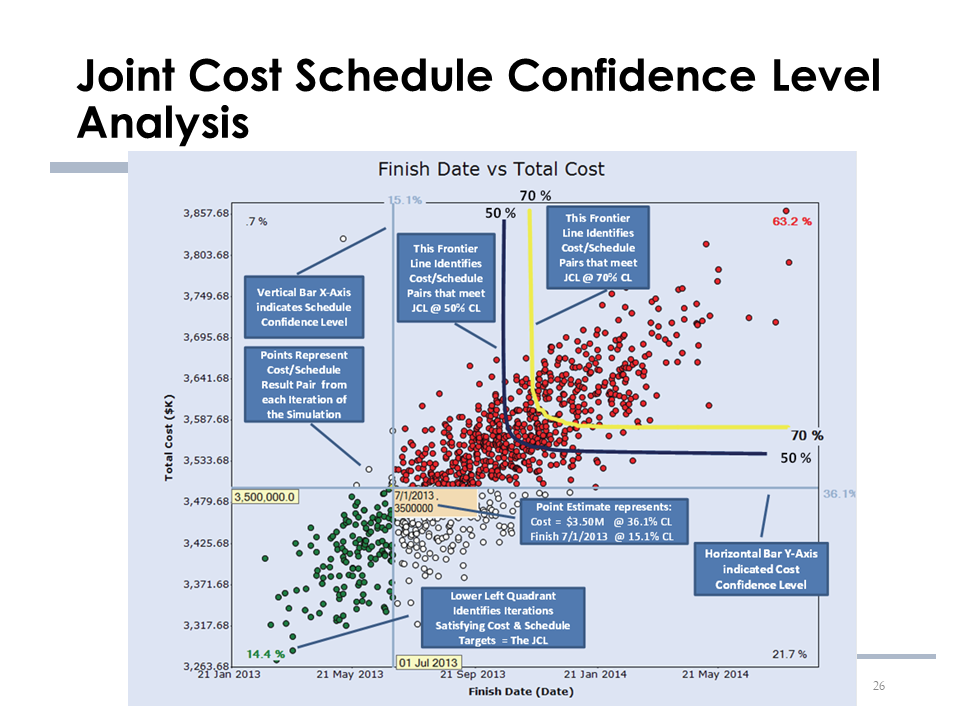 Joint Cost Schedule Confidence Level
Analysis
Finish Date vs Total Cost
15.1%
70 %
50 %
3,857.68
3,803.68
3,749.68
3,695.68
3,641.68
3,587.68
3,533.68
3,479.68
3,425.68
3,371.68
3,317.68
3,263.68
Total Cost ($K)
.7 %
63.2 %
Vertical Bar X-Axis
indicates Schedule
Confidence Level
This Frontier
Line Identifies
Cost/Schedule
Pairs that meet
JCL @ 50% CL
This Frontier
Line Identifies
Cost/Schedule
Pairs that meet
JCL @ 70% CL
Points Represent
Cost/Schedule
Result Pair from
each Iteration of
the Simulation
70 %
50 %
3,500,000.0
7/1/2013 .
3500000
36.1%
Point Estimate represents:
Cost = $3.50M @ 36.1% CL
Finish 7/1/2013 @ 15.1% CL
Horizontal Bar Y-Axis
indicated Cost
Confidence Level
Lower Left Quadrant
Identifies Iterations
Satisfying Cost & Schedule
Targets = The JCL
14.4 %
01 Jul 2013
21.7 %
21 Jan 2013
21 May 2013
21 Sep 2013
21 Jan 2014
21 May 2014
Finish Date (Date)
26